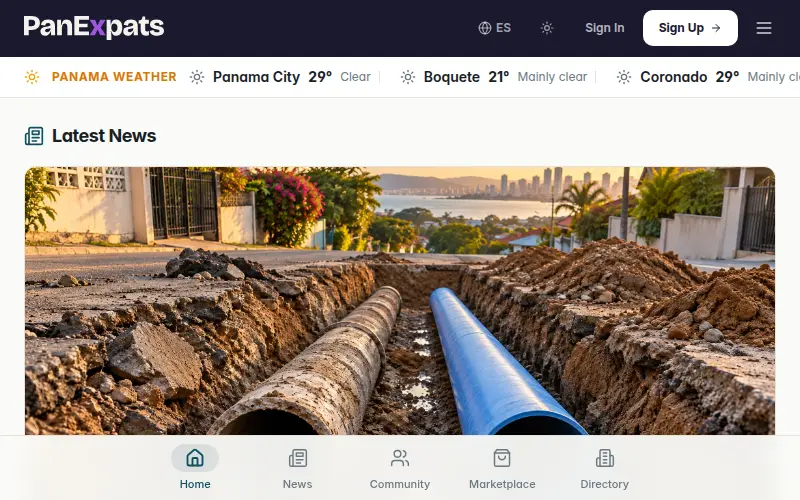 PanExpats
ES
Sign In
Sign Up →
PANAMA WEATHER
Panama City 29° Clear
Boquete 21° Mainly clear
Coronado 29° Mainly
Latest News
Home
News
Community
Marketplace
Directory